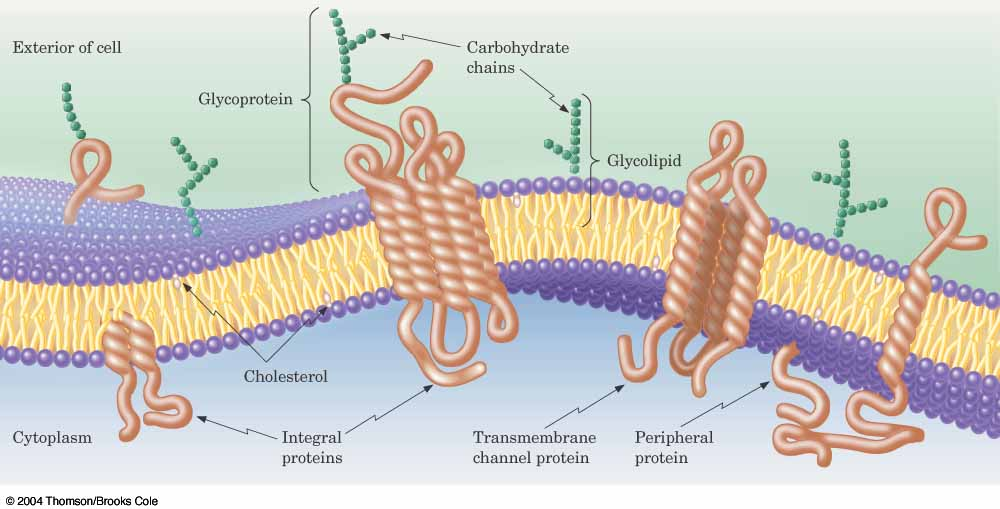 Exterior of cell
Carbohydrate
chains
Glycoprotein
Glycolipid
Cholesterol
Cytoplasm
Integral
proteins
Transmembrane
channel protein
Peripheral
protein
© 2004 Thomson/Brooks Cole